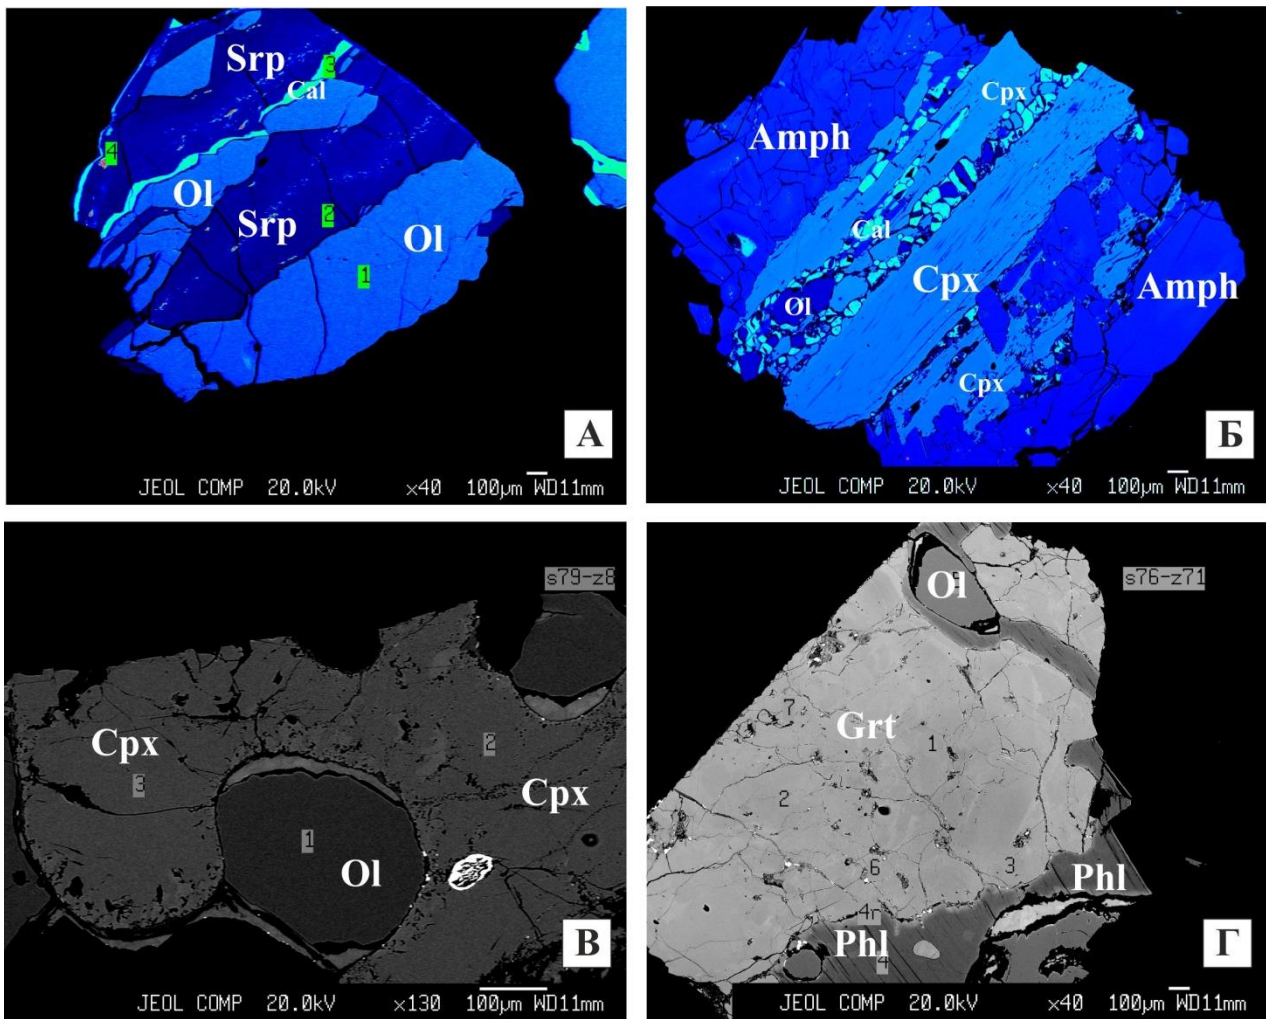 Srp
3
Cal
4
Ol
Srp
2
Ol
1
А
JEOL COMP 20.0kV ×40 100µm WD11mm
Cpx
Amph
Cal
Cpx
Ol
Amph
Cpx
Б
JEOL COMP 20.0kV ×40 100µm WD11mm
s79-z8
Cpx
2
3
Cpx
1
Ol
В
JEOL COMP 20.0kV ×130 100µm WD11mm
s76-z71
Ol
7
Grt
1
2
6
3
Phl
4r
Phl
4
Г
JEOL COMP 20.0kV ×40 100µm WD11mm